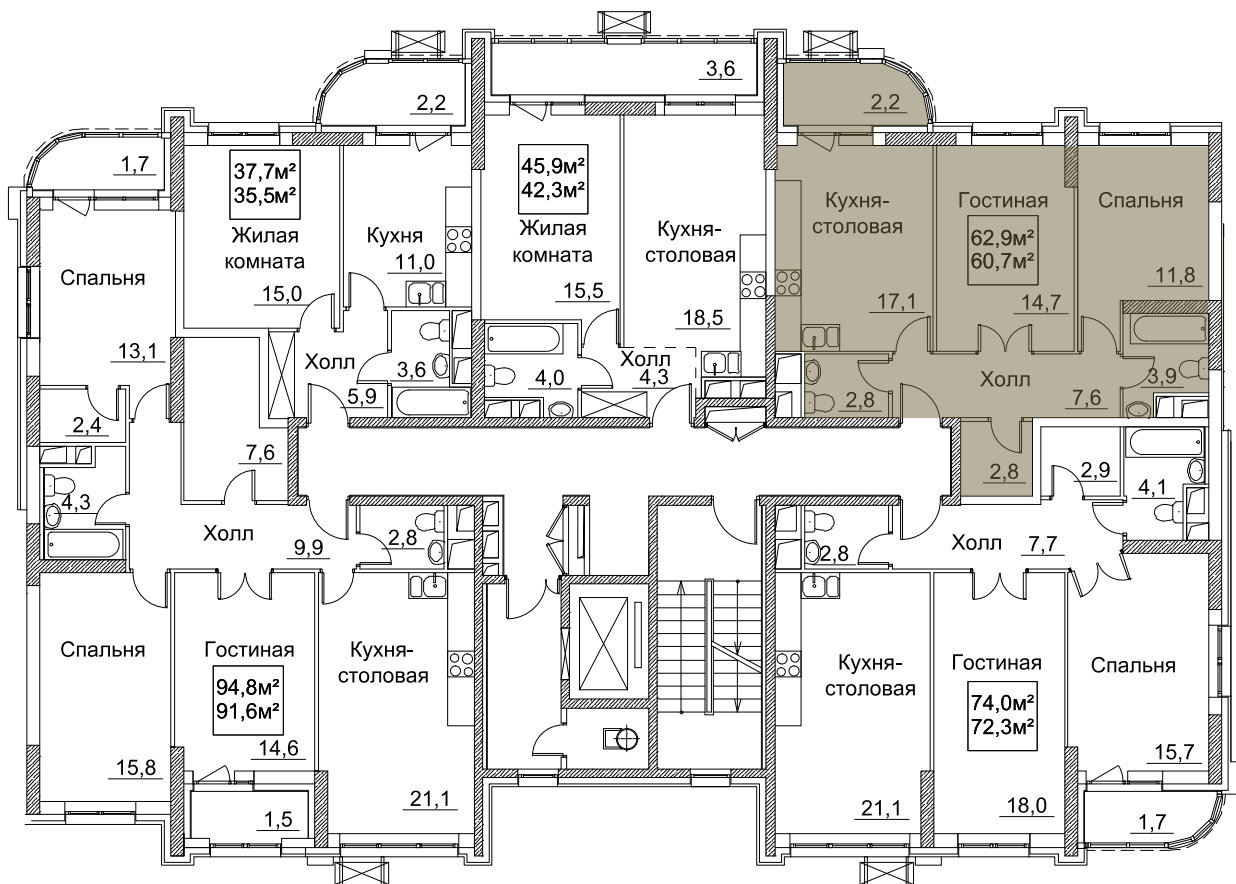 3,6
2,2
2,2
1,7
37,7м²
35,5м²
Жилая
комната
15,0
Кухня
11,0
45,9м²
42,3м²
Жилая
комната
15,5
Кухня-
столовая
18,5
Кухня-
столовая
17,1
Гостиная
62,9м²
60,7м²
14,7
Спальня
11,8
Спальня
13,1
Холл
5,9
3,6
4,0
Холл
4,3
2,8
Холл
7,6
3,9
2,4
7,6
4,3
2,8
2,9
4,1
Холл
9,9
2,8
2,8
Холл
7,7
Спальня
15,8
Гостиная
94,8м²
91,6м²
14,6
Кухня-
столовая
21,1
1,5
Кухня-
столовая
21,1
Гостиная
74,0м²
72,3м²
18,0
Спальня
15,7
1,7